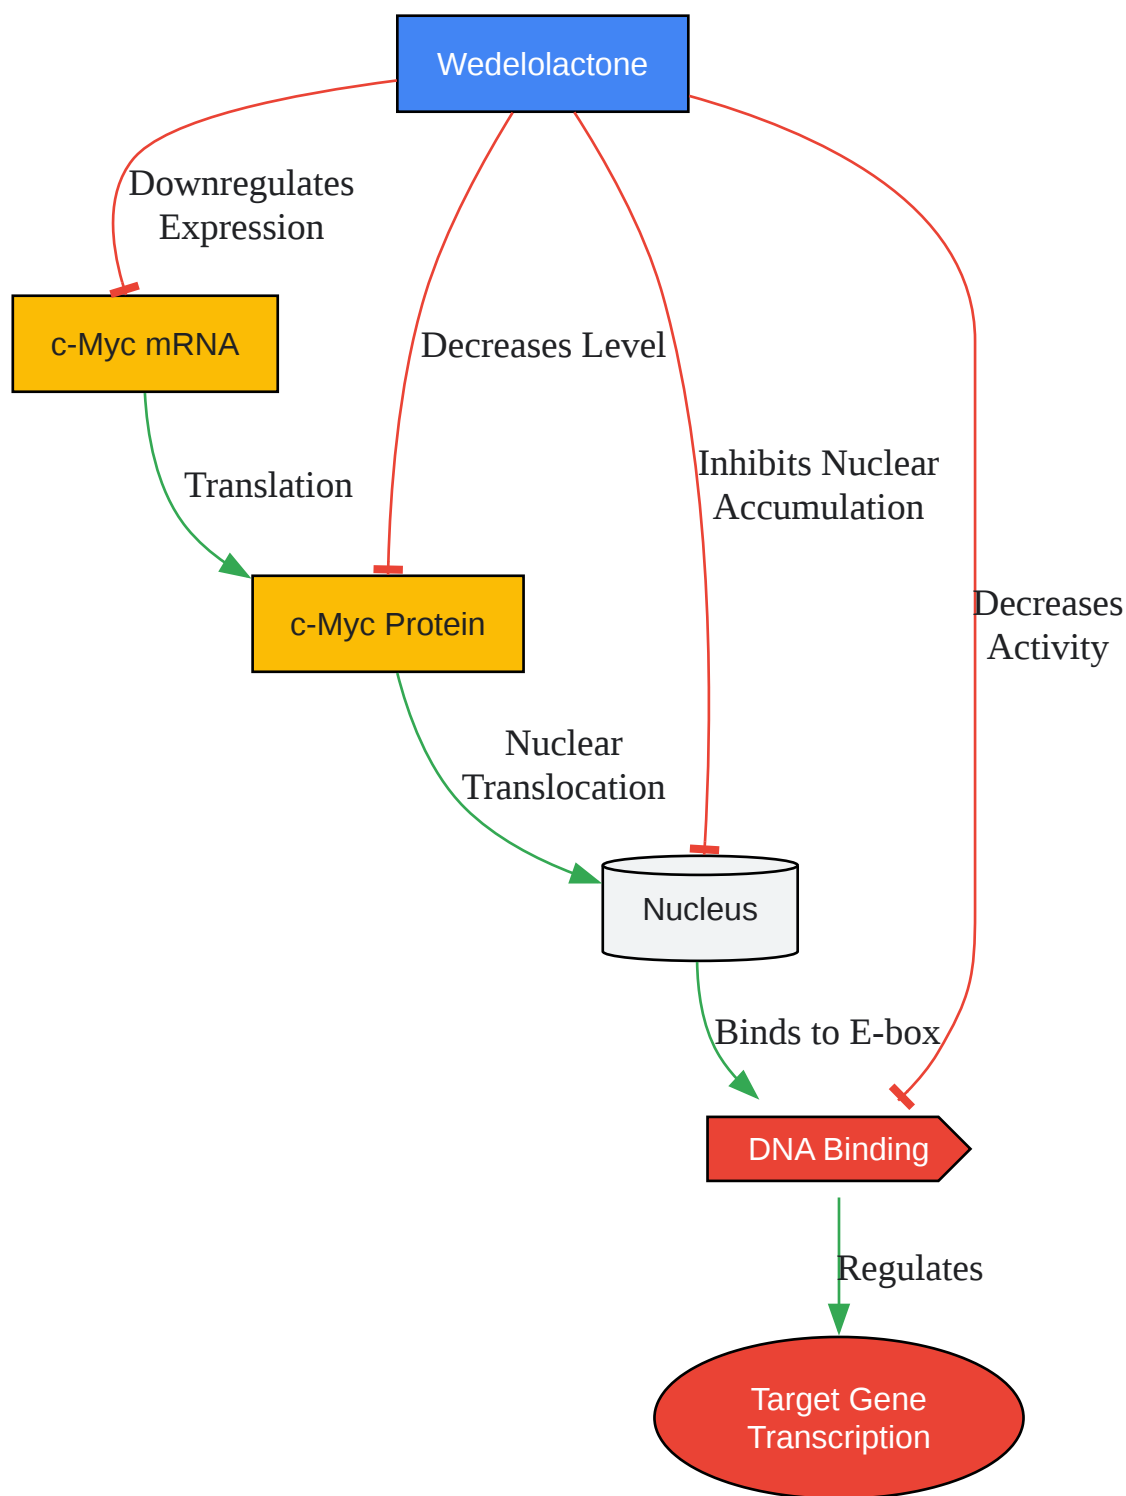 Wedelolactone
Downregulates
Expression
c-Myc mRNA
Decreases Level
Translation
Inhibits Nuclear
Accumulation
Decreases
Activity
c-Myc Protein
Nuclear
Translocation
Nucleus
Binds to E-box
DNA Binding
Regulates
Target Gene
Transcription